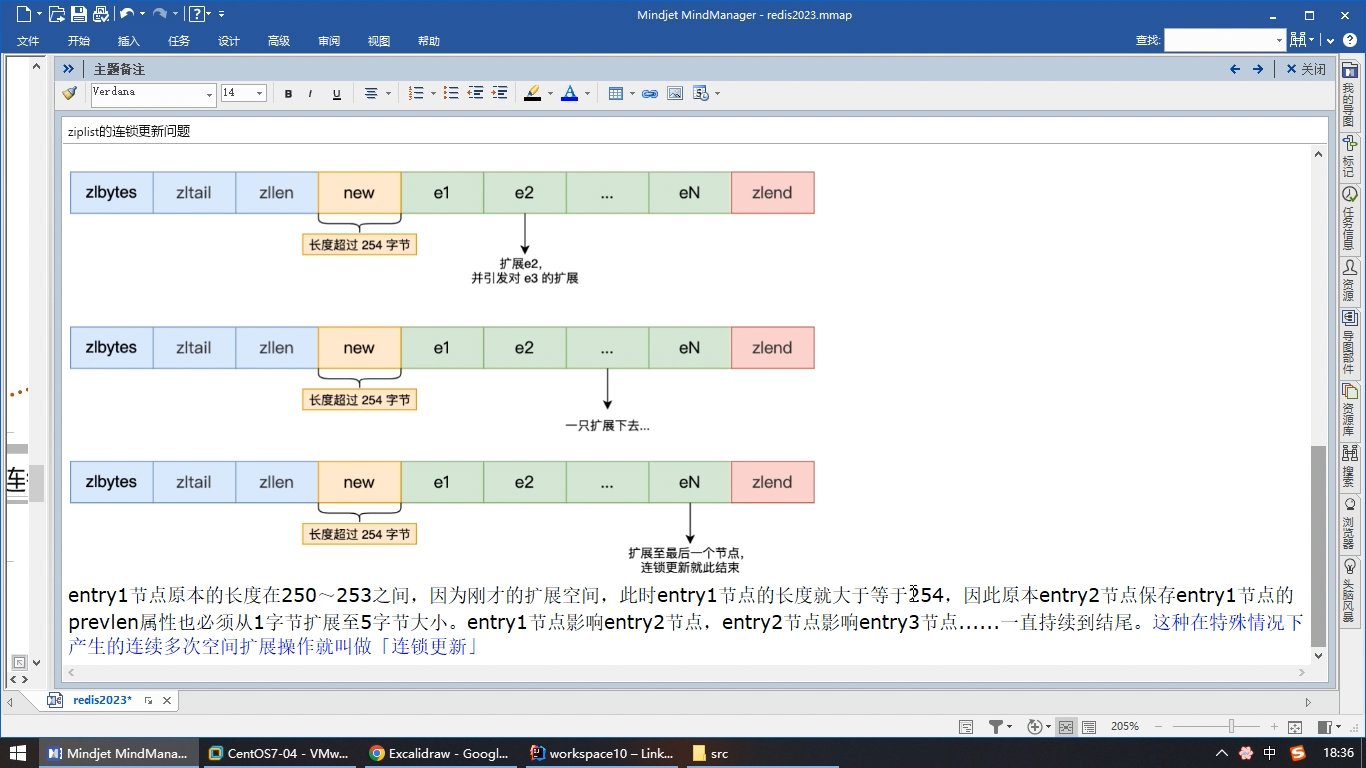 Mindjet MindManager - redis2023.mmap
文件 开始 插入 任务 设计 高级 审阅 视图 帮助 查找:
主题备注 关闭
Verdana 14 B I U
ziplist的连锁更新问题
zlbytes zltail zllen new e1 e2 ... eN zlend
长度超过 254 字节
扩展e2,
并引发对 e3 的扩展
zlbytes zltail zllen new e1 e2 ... eN zlend
长度超过 254 字节
一只扩展下去...
zlbytes zltail zllen new e1 e2 ... eN zlend
长度超过 254 字节
扩展至最后一个节点,
连锁更新就此结束
entry1节点原本的长度在250～253之间，因为刚才的扩展空间，此时entry1节点的长度就大于等于254，因此原本entry2节点保存entry1节点的
prevlen属性也必须从1字节扩展至5字节大小。entry1节点影响entry2节点，entry2节点影响entry3节点......一直持续到结尾。这种在特殊情况下
产生的连续多次空间扩展操作就叫做「连锁更新」
我的导图
标记
任务信息
资源
导图部件
资源库
搜索
浏览器
头脑风暴
redis2023*
205%
Mindjet MindMana... CentOS7-04 - VMw... Excalidraw - Googl... workspace10 – Link... src 中 18:36